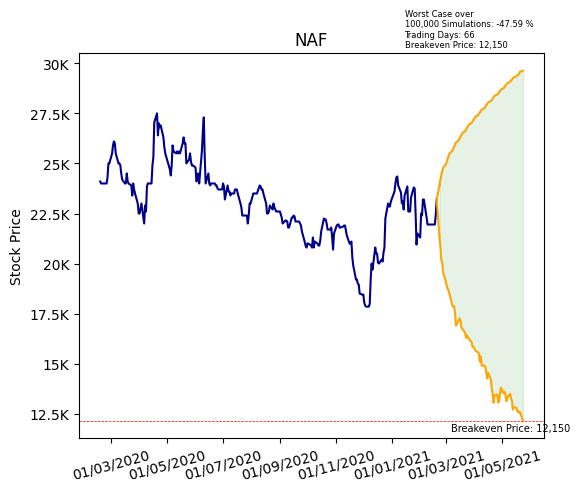 Worst Case over
100,000 Simulations: -47.59 %
Trading Days: 66
Breakeven Price: 12,150
NAF
30K
27.5K
25K
22.5K
20K
17.5K
15K
12.5K
Stock Price
Breakeven Price: 12,150
01/03/2020
01/05/2020
01/07/2020
01/09/2020
01/11/2020
01/01/2021
01/03/2021
01/05/2021